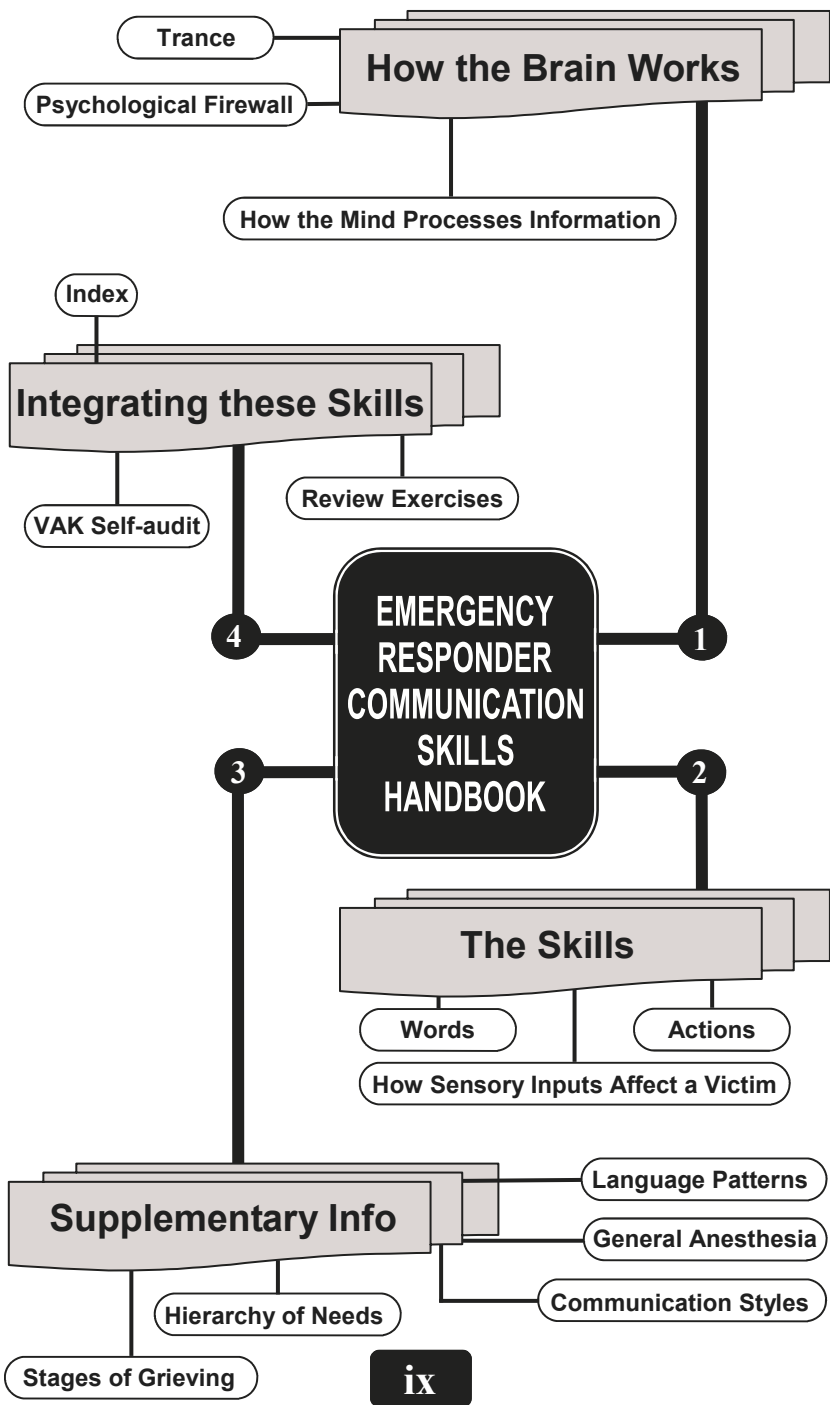 Trance
How the Brain Works
Psychological Firewall
How the Mind Processes Information
Index
Integrating these Skills
Review Exercises
VAK Self-audit
EMERGENCY
RESPONDER
COMMUNICATION
SKILLS
HANDBOOK
4
1
3
2
The Skills
Words
Actions
How Sensory Inputs Affect a Victim
Supplementary Info
Language Patterns
General Anesthesia
Communication Styles
Hierarchy of Needs
Stages of Grieving
ix